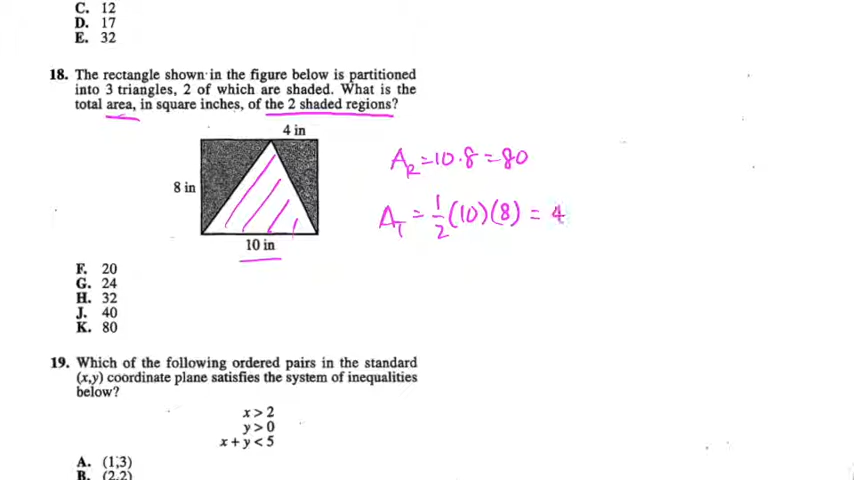 C. 12
D. 17
E. 32
18. The rectangle shown in the figure below is partitioned
into 3 triangles, 2 of which are shaded. What is the
total area, in square inches, of the 2 shaded regions?
4 in
8 in
10 in
A_R = 10 · 8 = 80
A_T = 1/2 (10)(8) = 4
F. 20
G. 24
H. 32
J. 40
K. 80
19. Which of the following ordered pairs in the standard
(x,y) coordinate plane satisfies the system of inequalities
below?
x > 2
y > 0
x + y < 5
A. (1,3)
B. (2,2)